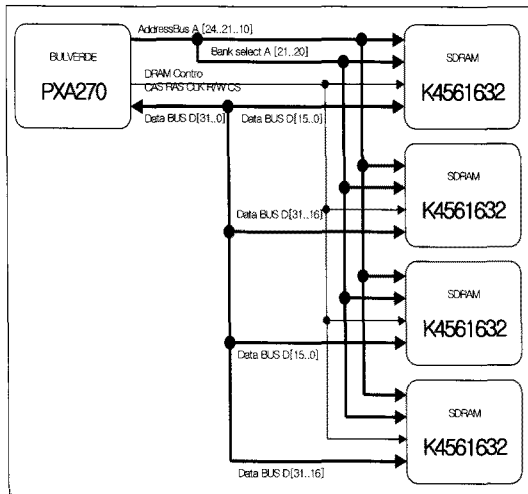 AddressBus A [24..21..10]
BULVERDE
PXA270
Bank select A [21..20]
SDRAM
K4561632
DRAM Contro
CAS RAS CLK R/W CS
Data BUS D[31..0]
Data BUS D[15..0]
SDRAM
K4561632
Data BUS D[31..16]
SDRAM
K4561632
Data BUS D[15..0]
SDRAM
K4561632
Data BUS D[31..16]